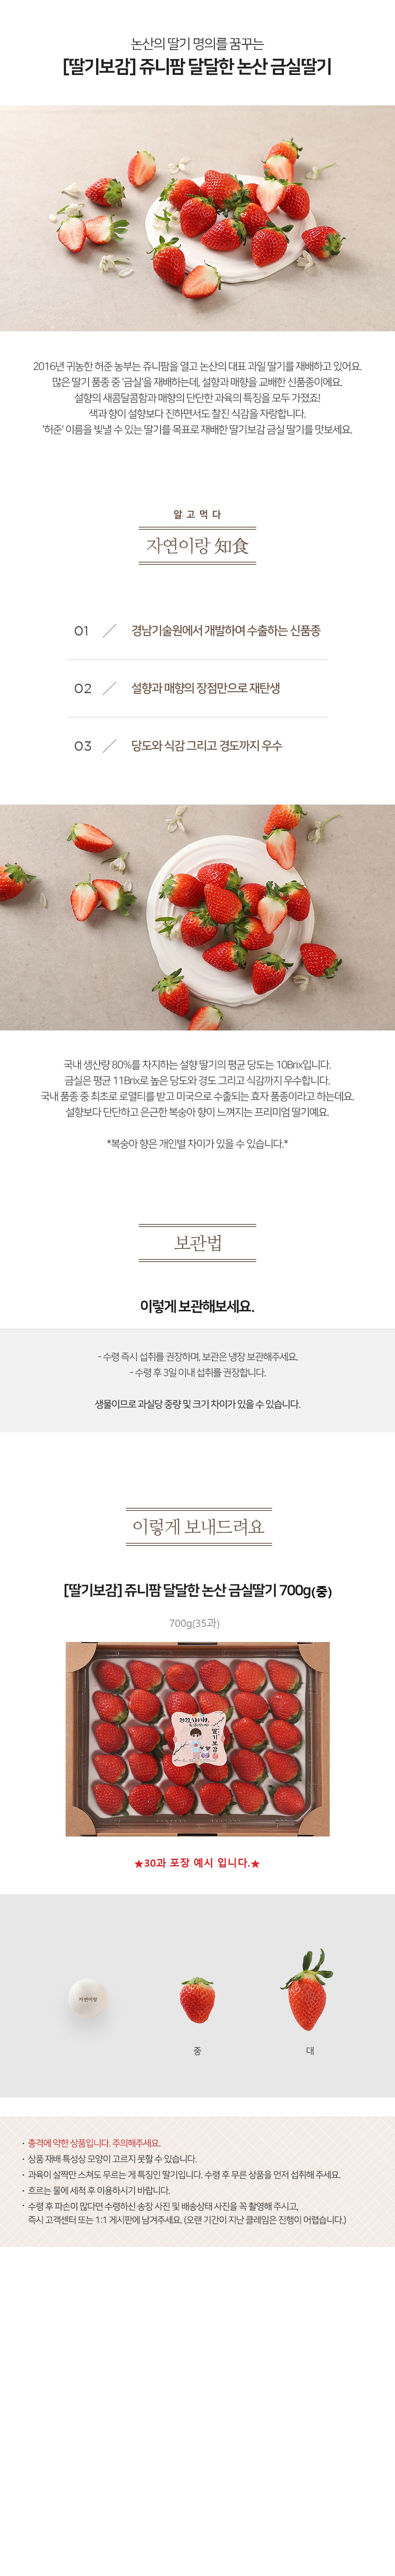 논산의 딸기 명의를 꿈꾸는
[딸기보감] 쥬니팜 달달한 논산 금실딸기
2016년 귀농한 허준 농부는 쥬니팜을 열고 논산의 대표 과일 딸기를 재배하고 있어요.
많은 딸기 품종 중 '금실'을 재배하는데, 설향과 매향을 교배한 신품종이에요.
설향의 새콤달콤함과 매향의 단단한 과육의 특징을 모두 가졌죠!
색과 향이 설향보다 진하면서도 찰진 식감을 자랑합니다.
'허준' 이름을 빛낼 수 있는 딸기를 목표로 재배한 딸기보감 금실 딸기를 맛보세요.
알고먹다
자연이랑 知食
01 / 경남기술원에서 개발하여 수출하는 신품종
02 / 설향과 매향의 장점만으로 재탄생
03 / 당도와 식감 그리고 경도까지 우수
국내 생산량 80%를 차지하는 설향 딸기의 평균 당도는 10Brix입니다.
금실은 평균 11Brix로 높은 당도와 경도 그리고 식감까지 우수합니다.
국내 품종 중 최초로 로열티를 받고 미국으로 수출되는 효자 품종이라고 하는데요.
설향보다 단단하고 은근한 복숭아 향이 느껴지는 프리미엄 딸기예요.
*복숭아 향은 개인별 차이가 있을 수 있습니다.*
보관법
이렇게 보관해보세요.
- 수령 즉시 섭취를 권장하며, 보관은 냉장 보관해주세요.
- 수령 후 3일 이내 섭취를 권장합니다.
생물이므로 과실당 중량 및 크기 차이가 있을 수 있습니다.
이렇게 보내드려요
[딸기보감] 쥬니팜 달달한 논산 금실딸기 700g(중)
700g(35과)
딸기보감
★30과 포장 예시 입니다.★
자연이랑
중
대
· 충격에 약한 상품입니다. 주의해주세요.
· 상품 재배 특성상 모양이 고르지 못할 수 있습니다.
· 과육이 살짝만 스쳐도 무르는 게 특징인 딸기입니다. 수령 후 무른 상품을 먼저 섭취해 주세요.
· 흐르는 물에 세척 후 이용하시기 바랍니다.
· 수령 후 파손이 많다면 수령하신 송장 사진 및 배송상태 사진을 꼭 촬영해 주시고,
즉시 고객센터 또는 1:1 게시판에 남겨주세요. (오랜 기간이 지난 클레임은 진행이 어렵습니다.)